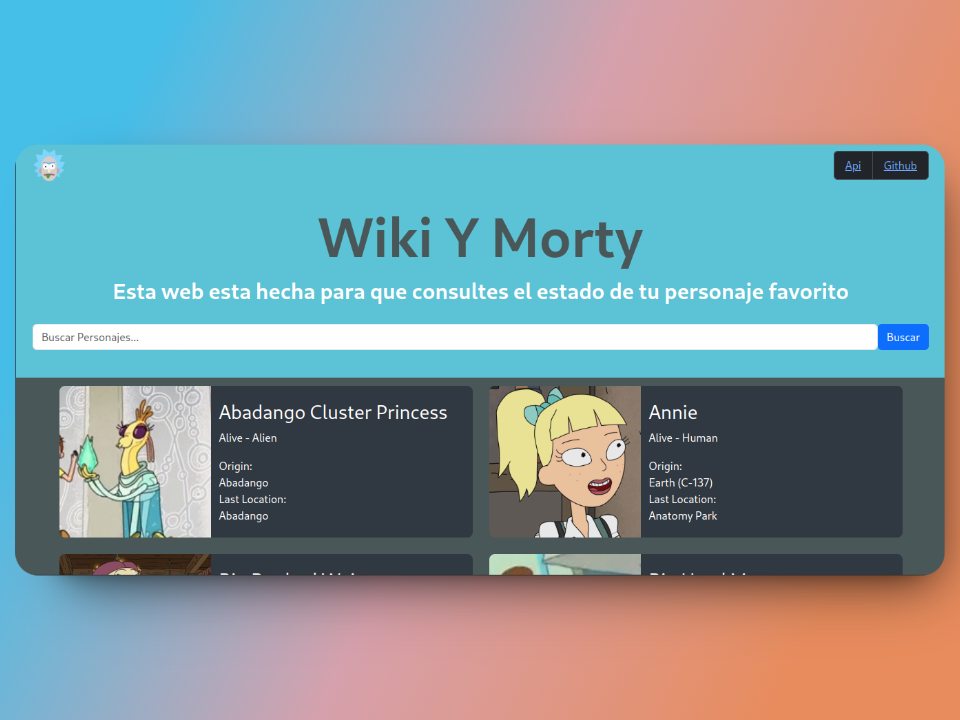 Api Github
Wiki Y Morty
Esta web esta hecha para que consultes el estado de tu personaje favorito
Buscar Personajes... Buscar
Abadango Cluster Princess
Alive - Alien
Origin:
Abadango
Last Location:
Abadango
Annie
Alive - Human
Origin:
Earth (C-137)
Last Location:
Anatomy Park